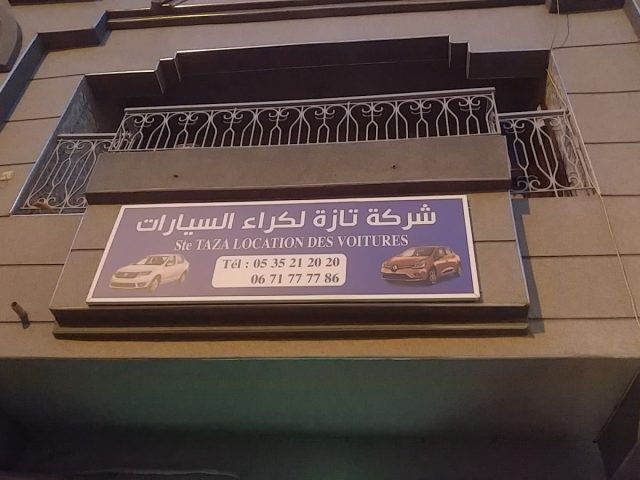 شركة تازة لكراء السيارات
Ste TAZA LOCATION DES VOITURES
Tél : 05 35 21 20 20
06 71 77 77 86